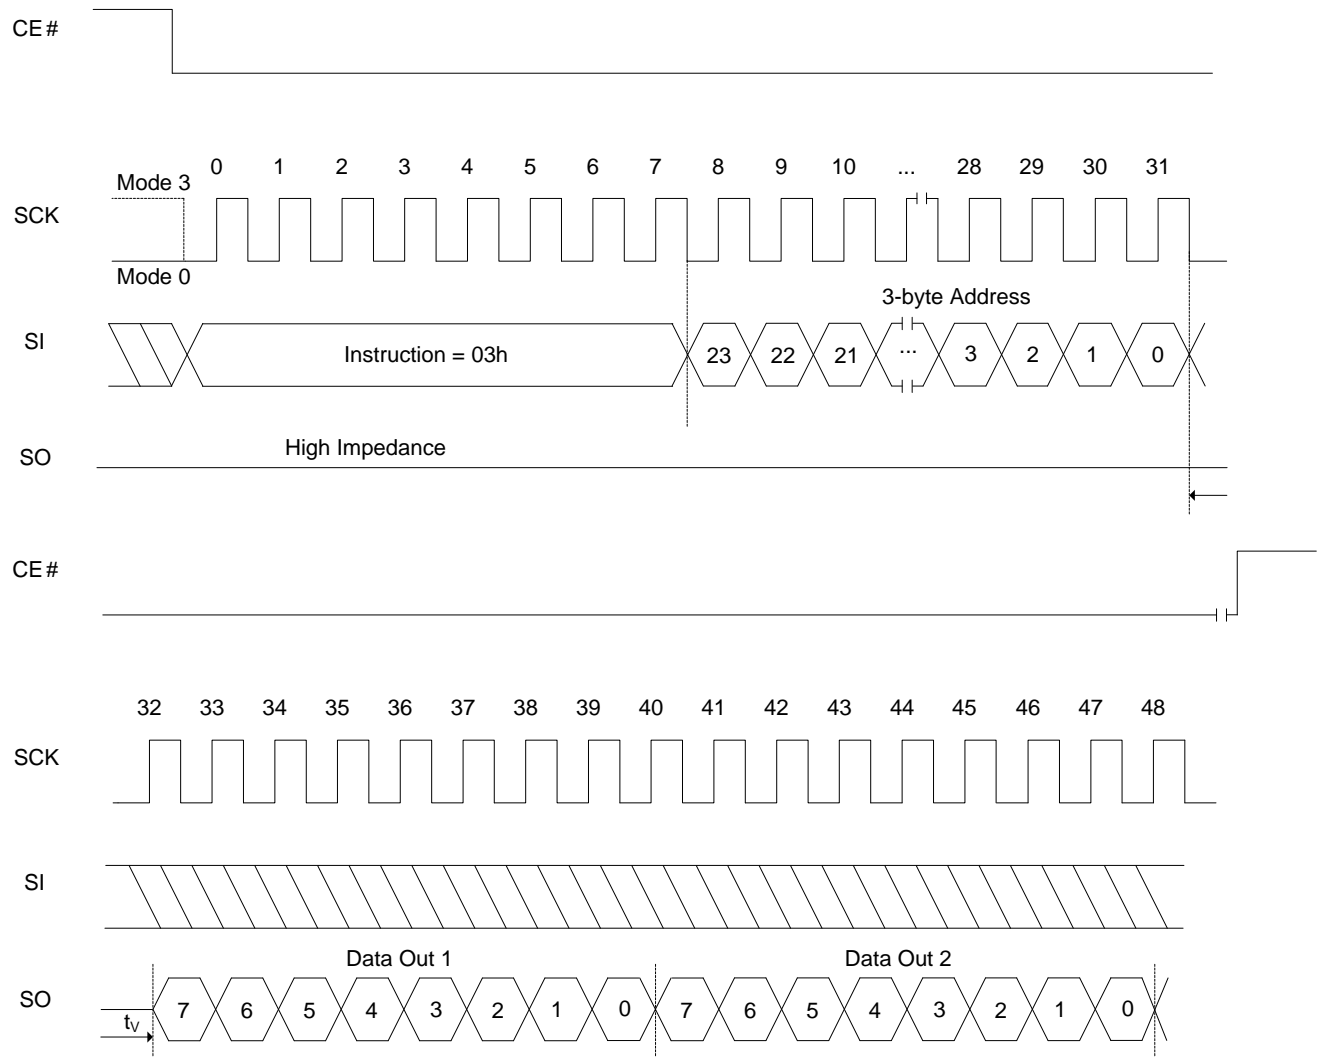 CE#
0 1 2 3 4 5 6 7 8 9 10 ... 28 29 30 31
Mode 3
SCK
Mode 0
3-byte Address
SI
Instruction = 03h
23 22 21 ... 3 2 1 0
High Impedance
SO
CE#
32 33 34 35 36 37 38 39 40 41 42 43 44 45 46 47 48
SCK
SI
Data Out 1 Data Out 2
SO
7 6 5 4 3 2 1 0 7 6 5 4 3 2 1 0
tV